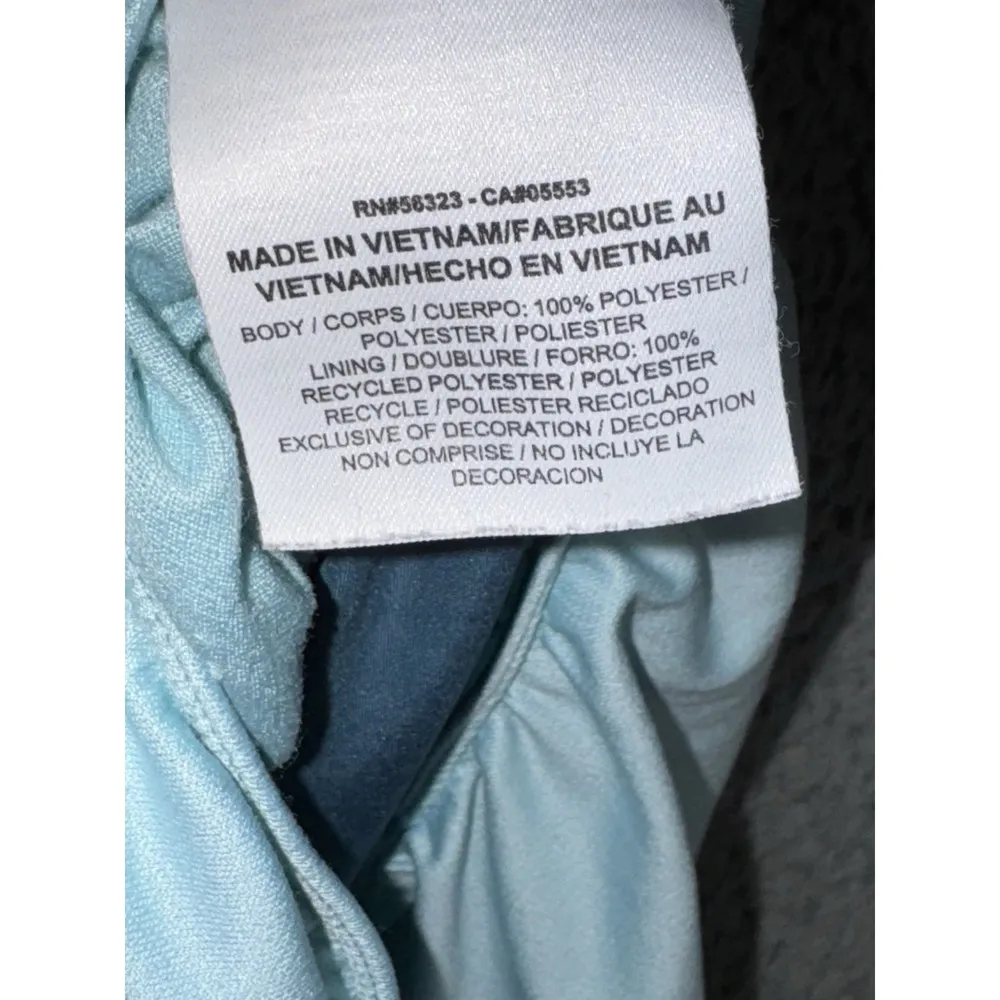 RN#56323 - CA#05553
MADE IN VIETNAM/FABRIQUE AU
VIETNAM/HECHO EN VIETNAM
BODY / CORPS / CUERPO: 100% POLYESTER /
POLYESTER / POLIESTER
LINING / DOUBLURE / FORRO: 100%
RECYCLED POLYESTER / POLYESTER
RECYCLE / POLIESTER RECICLADO
EXCLUSIVE OF DECORATION / DECORATION
NON COMPRISE / NO INCLUYE LA
DECORACION